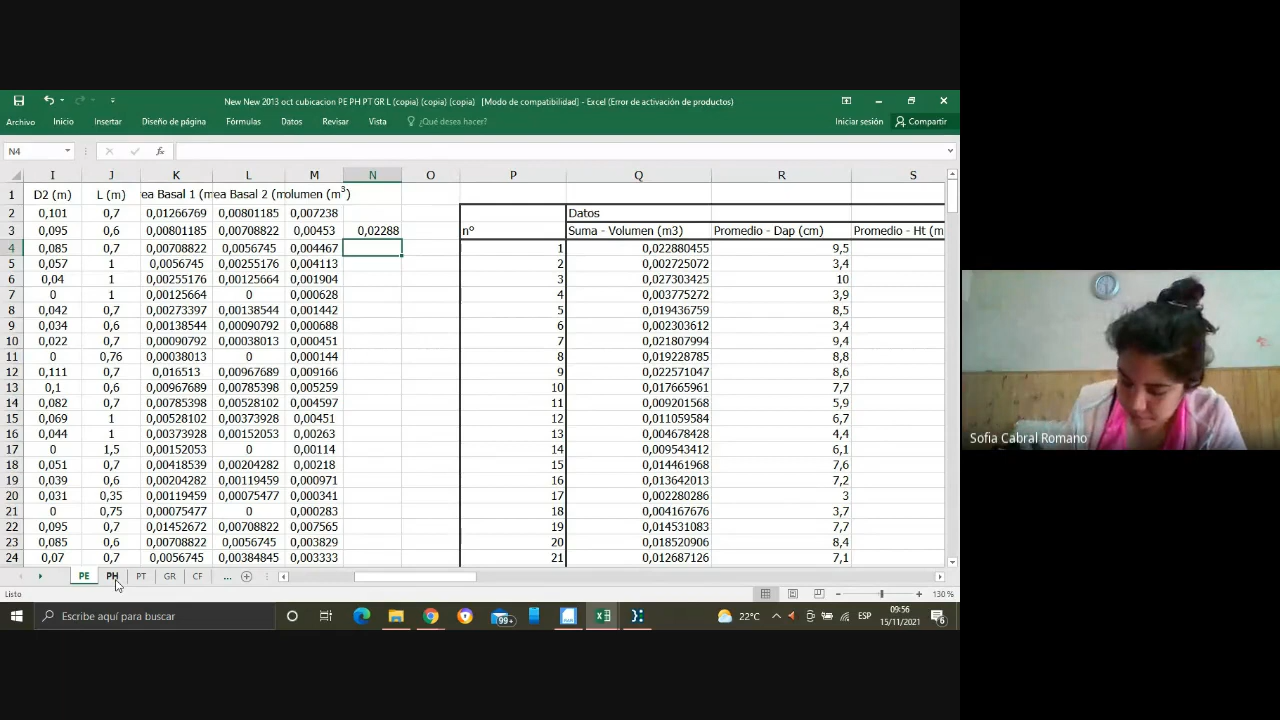 New New 2013 oct cubicacion PE PH PT GR L (copia) (copia) (copia) [Modo de compatibilidad] - Excel (Error de activación de productos)
Archivo Inicio Insertar Diseño de página Fórmulas Datos Revisar Vista ¿Qué desea hacer? Iniciar sesión Compartir
N4 fx
I J K L M N O P Q R S
1 D2 (m) L (m) ea Basal 1 (m ea Basal 2 (m olumen (m³)
2 0,101 0,7 0,01266769 0,00801185 0,007238 Datos
3 0,095 0,6 0,00801185 0,00708822 0,00453 0,02288 n° Suma - Volumen (m3) Promedio - Dap (cm) Promedio - Ht (m
4 0,085 0,7 0,00708822 0,0056745 0,004467 1 0,022880455 9,5
5 0,057 1 0,0056745 0,00255176 0,004113 2 0,002725072 3,4
6 0,04 1 0,00255176 0,00125664 0,001904 3 0,027303425 10
7 0 1 0,00125664 0 0,000628 4 0,003775272 3,9
8 0,042 0,7 0,00273397 0,00138544 0,001442 5 0,019436759 8,5
9 0,034 0,6 0,00138544 0,00090792 0,000688 6 0,002303612 3,4
10 0,022 0,7 0,00090792 0,00038013 0,000451 7 0,021807994 9,4
11 0 0,76 0,00038013 0 0,000144 8 0,019228785 8,8
12 0,111 0,7 0,016513 0,00967689 0,009166 9 0,022571047 8,6
13 0,1 0,6 0,00967689 0,00785398 0,005259 10 0,017665961 7,7
14 0,082 0,7 0,00785398 0,00528102 0,004597 11 0,009201568 5,9
15 0,069 1 0,00528102 0,00373928 0,00451 12 0,011059584 6,7
16 0,044 1 0,00373928 0,00152053 0,00263 13 0,004678428 4,4
17 0 1,5 0,00152053 0 0,00114 14 0,009543412 6,1
18 0,051 0,7 0,00418539 0,00204282 0,00218 15 0,014461968 7,6
19 0,039 0,6 0,00204282 0,00119459 0,000971 16 0,013642013 7,2
20 0,031 0,35 0,00119459 0,00075477 0,000341 17 0,002280286 3
21 0 0,75 0,00075477 0 0,000283 18 0,004167676 3,7
22 0,095 0,7 0,01452672 0,00708822 0,007565 19 0,014531083 7,7
23 0,085 0,6 0,00708822 0,0056745 0,003829 20 0,018520906 8,4
24 0,07 0,7 0,0056745 0,00384845 0,003333 21 0,012687126 7,1
PE PH PT GR CF ...
Listo 130 %
Escribe aquí para buscar 99+ 22°C ESP 09:56
15/11/2021 6
Sofia Cabral Romano